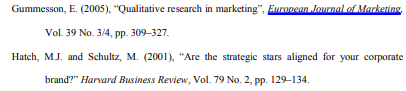 Gummesson, E. (2005), "Qualitative research in marketing", European Journal of Marketing,
Vol. 39 No. 3/4, pp. 309–327.
Hatch, M.J. and Schultz, M. (2001), "Are the strategic stars aligned for your corporate
brand?" Harvard Business Review, Vol. 79 No. 2, pp. 129–134.